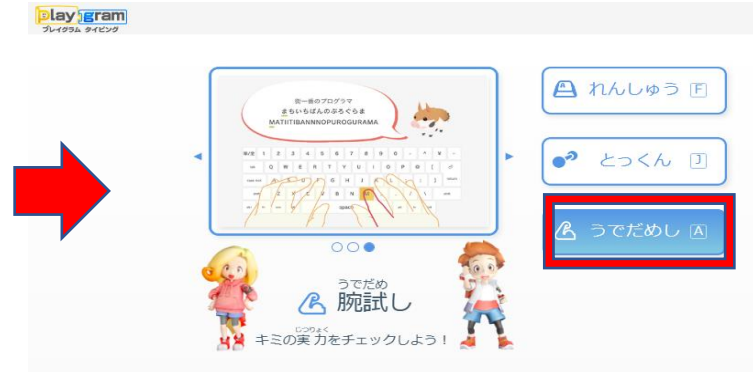 playgram
プレイグラム タイピング
街一番のプログラマ
まちいちばんのぷろぐらま
MATIITIBANNNOPUROGURAMA
れんしゅう F
とっくん J
うでだめし A
うでだめ
腕試し
じつりょく
キミの実力をチェックしよう！